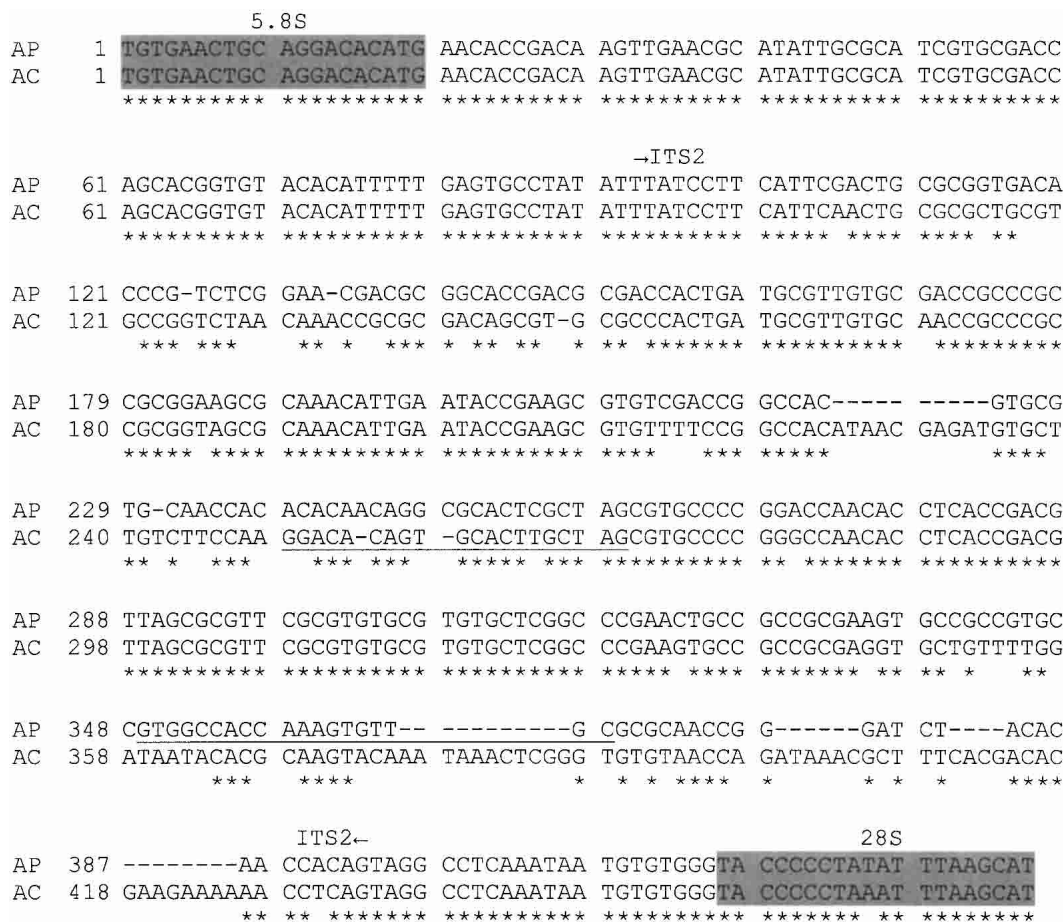 5.8S
AP 1 TGTGAACTGC AGGACACATG AACACCGACA AGTTGAACGC ATATTGCGCA TCGTGCGACC
AC 1 TGTGAACTGC AGGACACATG AACACCGACA AGTTGAACGC ATATTGCGCA TCGTGCGACC
********** ********** ********** ********** ********** **********
→ITS2
AP 61 AGCACGGTGT ACACATTTTT GAGTGCCTAT ATTTATCCTT CATTCGACTG CGCGGTGACA
AC 61 AGCACGGTGT ACACATTTTT GAGTGCCTAT ATTTATCCTT CATTCAACTG CGCGCTGCGT
********** ********** ********** ********** ***** **** **** **
AP 121 CCCG-TCTCG GAA-CGACGC GGCACCGACG CGACCACTGA TGCGTTGTGC GACCGCCCGC
AC 121 GCCGGTCTAA CAAACCGCGC GACAGCGT-G CGCCCACTGA TGCGTTGTGC AACCGCCCGC
*** *** ** * *** * ** ** * ** ******* ********** *********
AP 179 CGCGGAAGCG CAAACATTGA ATACCGAAGC GTGTCGACCG GCCAC----- -----GTGCG
AC 180 CGCGGTAGCG CAAACATTGA ATACCGAAGC GTGTTTTCCG GCCACATAAC GAGATGTGCT
***** **** ********** ********** **** *** ***** ****
AP 229 TG-CAACCAC ACACAACAGG CGCACTCGCT AGCGTGCCCC GGACCAACAC CTCACCGACG
AC 240 TGTCTTCCAA GGACA-CAGT -GCACTTGCT AGCGTGCCCC GGGCCAACAC CTCACCGACG
** * *** *** *** ***** *** ********** ** ******* **********
AP 288 TTAGCGCGTT CGCGTGTGCG TGTGCTCGGC CCGAACTGCC GCCGCGAAGT GCCGCCGTGC
AC 298 TTAGCGCGTT CGCGTGTGCG TGTGCTCGGC CCGAAGTGCC GCCGCGAGGT GCTGTTTTGG
********** ********** ********** ***** **** ******* ** ** * **
AP 348 CGTGGCCACC AAAGTGTT-- --------GC CGCGCAACCG G------GAT CT----ACAC
AC 358 ATAATACACG CAAGTACAAA TAAACTCGGG TGTGTAACCA GATAAACGCT TCACGACAC
*** **** * * * **** * * * * ****
ITS2←
AP 387 --------AA CCACAGTAGG CCTCAAATAA TGTGTGGGTA CCCCCTATAT TTAAGCAT
AC 418 GAAGAAAAAA CCTCAGTAGG CCTCAAATAA TGTGTGGGTA CCCCCTAAAT TTAAGCAT
** ** ******* ********** ********** ******* ** ********
28S